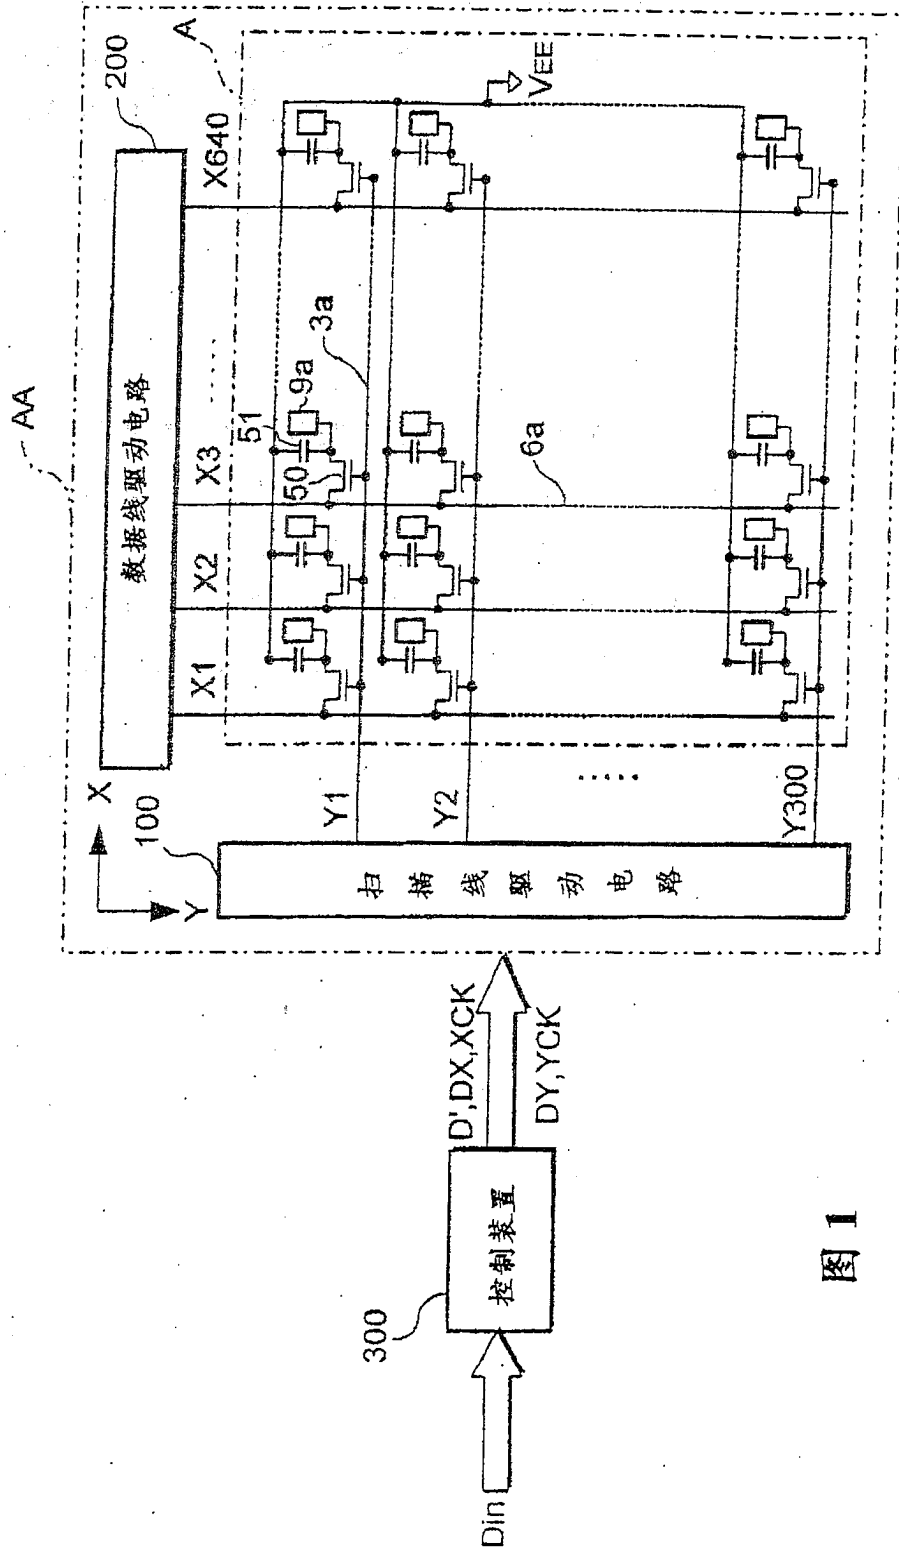 AA
A
200
数据线驱动电路
X
Y
100
X1
X2
X3
·····
X640
51
9a
50
3a
6a
VEE
Y1
Y2
·····
Y300
扫描线驱动电路
D',DX,XCK
DY,YCK
300
控制装置
Din
图 1